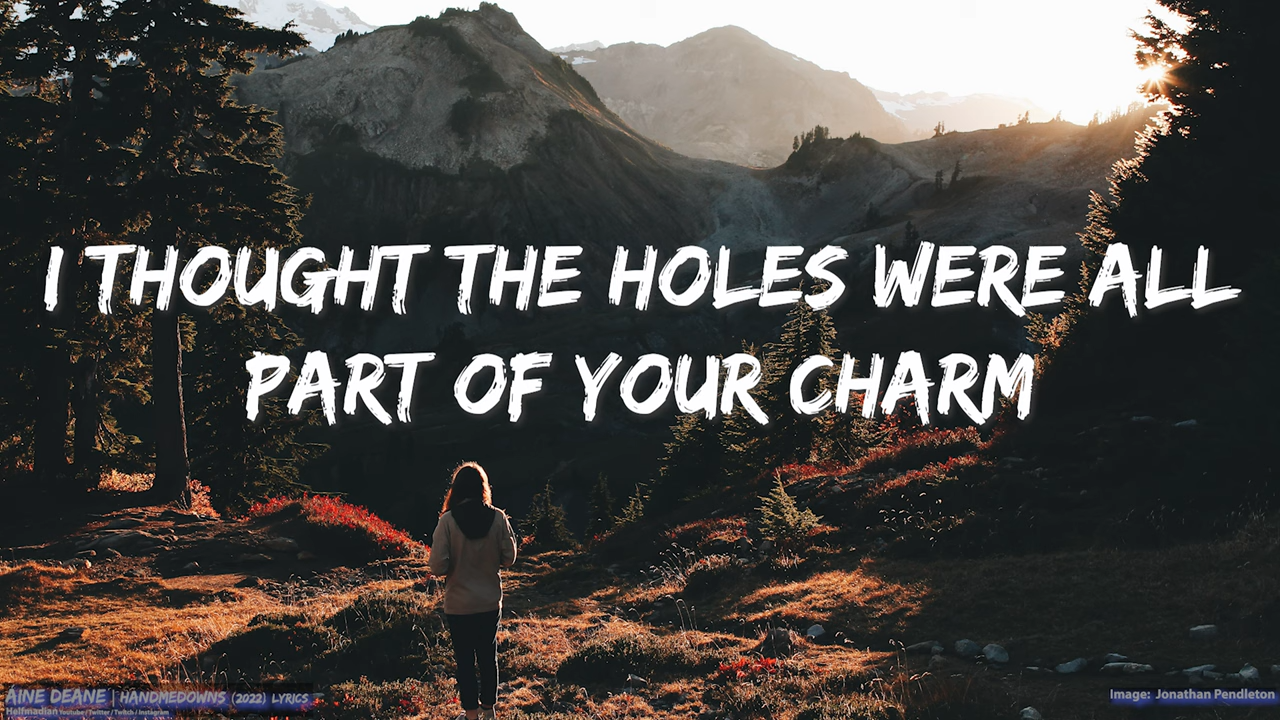 I THOUGHT THE HOLES WERE ALL
PART OF YOUR CHARM
ÁINE DEANE | HANDMEDOWNS (2022) LYRICS
Helfmadian Youtube / Twitter / Twitch / Instagram
Image: Jonathan Pendleton